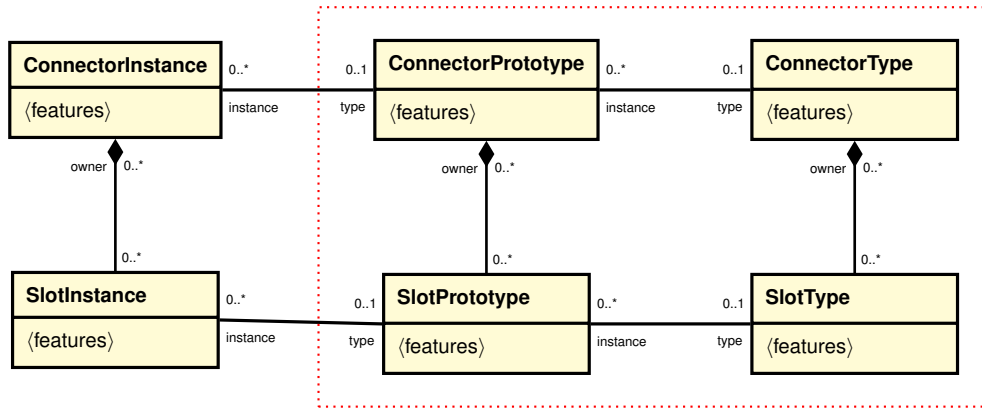 ConnectorInstance
⟨features⟩
0..*
instance
0..1
type
ConnectorPrototype
⟨features⟩
0..*
instance
0..1
type
ConnectorType
⟨features⟩
owner
0..*
0..*
owner
0..*
0..*
owner
0..*
0..*
SlotInstance
⟨features⟩
0..*
instance
0..1
type
SlotPrototype
⟨features⟩
0..*
instance
0..1
type
SlotType
⟨features⟩